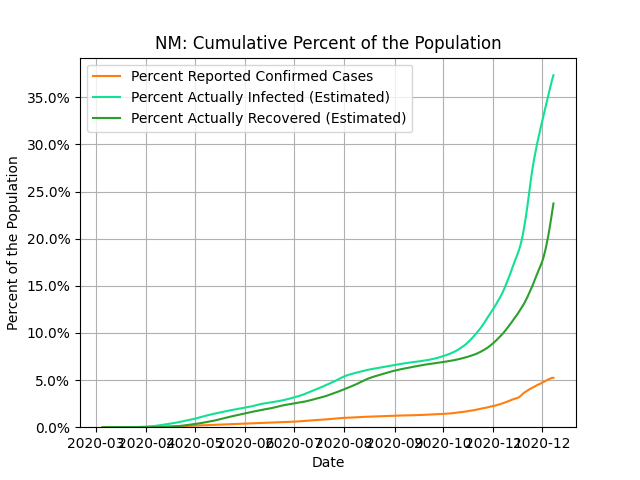 NM: Cumulative Percent of the Population
Percent Reported Confirmed Cases
Percent Actually Infected (Estimated)
Percent Actually Recovered (Estimated)
Percent of the Population
35.0%
30.0%
25.0%
20.0%
15.0%
10.0%
5.0%
0.0%
2020-03 2020-04 2020-05 2020-06 2020-07 2020-08 2020-09 2020-10 2020-11 2020-12
Date